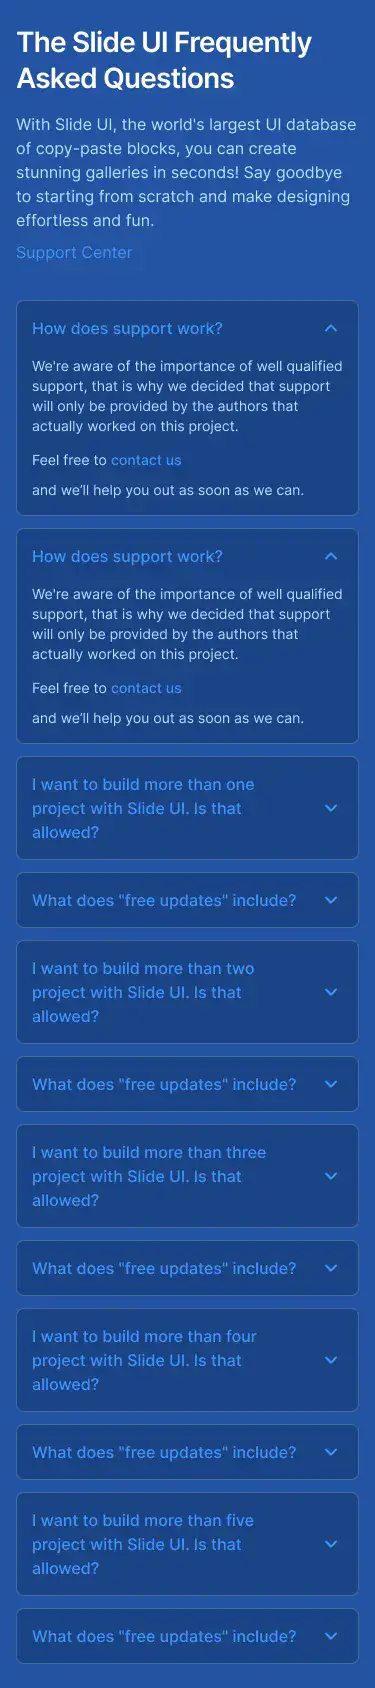 The Slide UI Frequently
Asked Questions
With Slide UI, the world's largest UI database
of copy-paste blocks, you can create
stunning galleries in seconds! Say goodbye
to starting from scratch and make designing
effortless and fun.
Support Center
How does support work?
We're aware of the importance of well qualified
support, that is why we decided that support
will only be provided by the authors that
actually worked on this project.
Feel free to contact us
and we'll help you out as soon as we can.
How does support work?
We're aware of the importance of well qualified
support, that is why we decided that support
will only be provided by the authors that
actually worked on this project.
Feel free to contact us
and we'll help you out as soon as we can.
I want to build more than one
project with Slide UI. Is that
allowed?
What does "free updates" include?
I want to build more than two
project with Slide UI. Is that
allowed?
What does "free updates" include?
I want to build more than three
project with Slide UI. Is that
allowed?
What does "free updates" include?
I want to build more than four
project with Slide UI. Is that
allowed?
What does "free updates" include?
I want to build more than five
project with Slide UI. Is that
allowed?
What does "free updates" include?